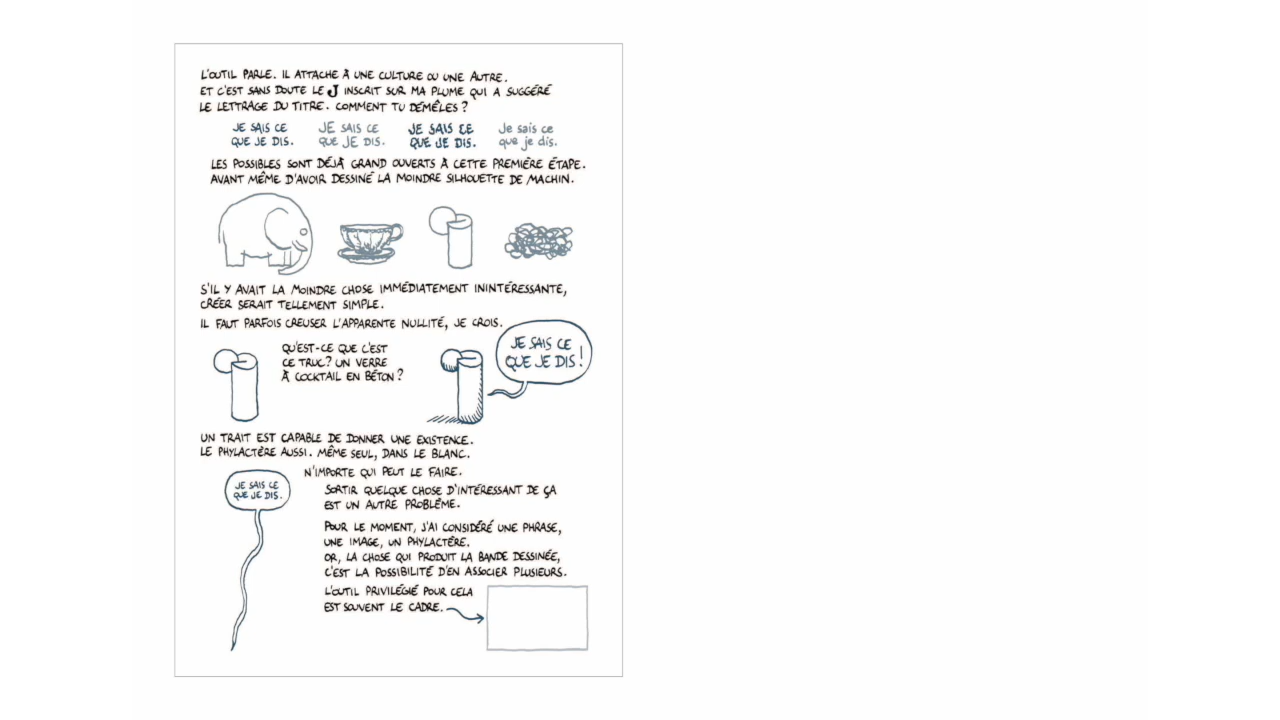 L'OUTIL PARLE. IL ATTACHE À UNE CULTURE OU UNE AUTRE.
ET C'EST SANS DOUTE LE J INSCRIT SUR MA PLUME QUI A SUGGÉRÉ
LE LETTRAGE DU TITRE. COMMENT TU DÉMÊLES ?
JE SAIS CE QUE JE DIS.
JE SAIS CE QUE JE DIS.
JE SAIS CE QUE JE DIS.
Je sais ce que je dis.
LES POSSIBLES SONT DÉJÀ GRAND OUVERTS À CETTE PREMIÈRE ÉTAPE.
AVANT MÊME D'AVOIR DESSINÉ LA MOINDRE SILHOUETTE DE MACHIN.
S'IL Y AVAIT LA MOINDRE CHOSE IMMÉDIATEMENT ININTÉRESSANTE,
CRÉER SERAIT TELLEMENT SIMPLE.
IL FAUT PARFOIS CREUSER L'APPARENTE NULLITÉ, JE CROIS.
QU'EST-CE QUE C'EST
CE TRUC ? UN VERRE
À COCKTAIL EN BÉTON ?
JE SAIS CE
QUE JE DIS !
UN TRAIT EST CAPABLE DE DONNER UNE EXISTENCE.
LE PHYLACTÈRE AUSSI. MÊME SEUL, DANS LE BLANC.
JE SAIS CE
QUE JE DIS.
N'IMPORTE QUI PEUT LE FAIRE.
SORTIR QUELQUE CHOSE D'INTÉRESSANT DE ÇA
EST UN AUTRE PROBLÈME.
POUR LE MOMENT, J'AI CONSIDÉRÉ UNE PHRASE,
UNE IMAGE, UN PHYLACTÈRE.
OR, LA CHOSE QUI PRODUIT LA BANDE DESSINÉE,
C'EST LA POSSIBILITÉ D'EN ASSOCIER PLUSIEURS.
L'OUTIL PRIVILÉGIÉ POUR CELA
EST SOUVENT LE CADRE.